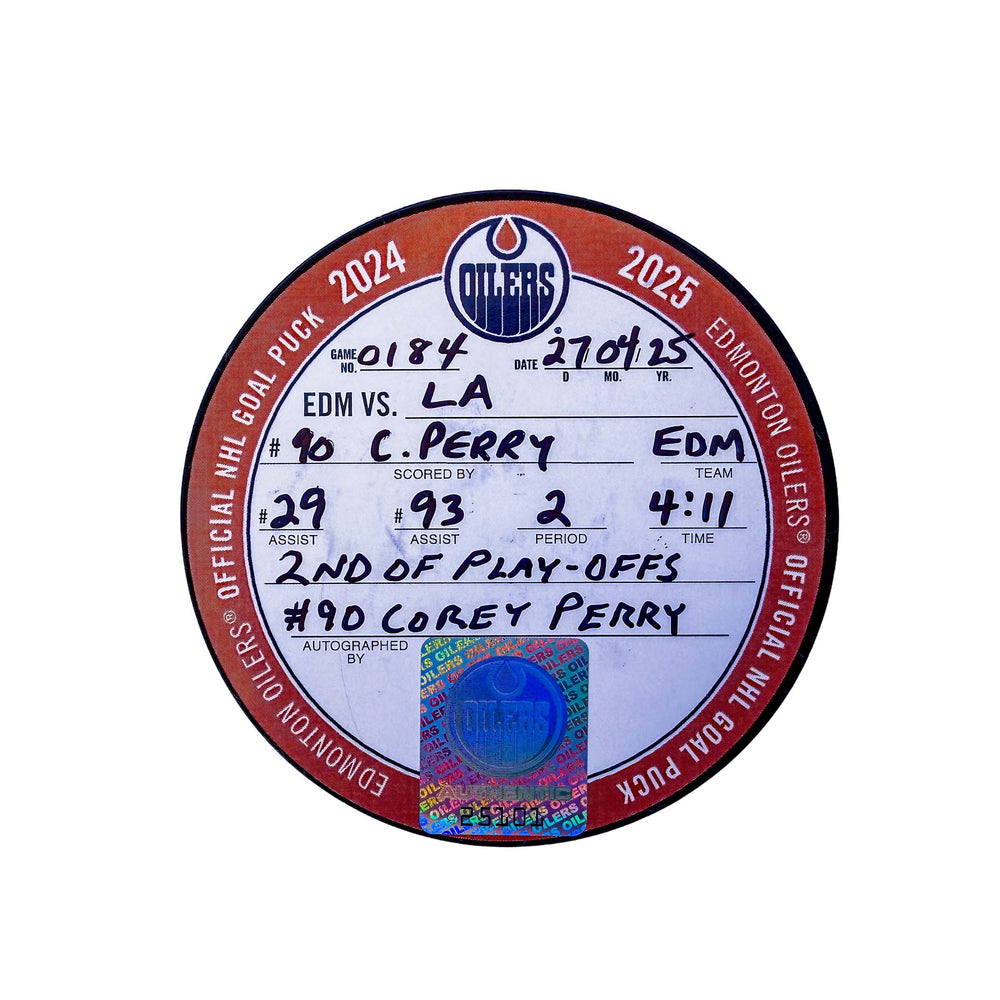 OFFICIAL NHL GOAL PUCK 2024
OILERS
2025 EDMONTON OILERS® OFFICIAL NHL GOAL PUCK
EDMONTON OILERS®
GAME NO. 0184 DATE 27/04/25
D MO. YR.
EDM VS. LA
# 90 C. PERRY EDM
SCORED BY TEAM
#29 #93 2 4:11
ASSIST ASSIST PERIOD TIME
2ND OF PLAY-OFFS
#90 COREY PERRY
AUTOGRAPHED
BY
OILERS
AUTHENTIC
25101